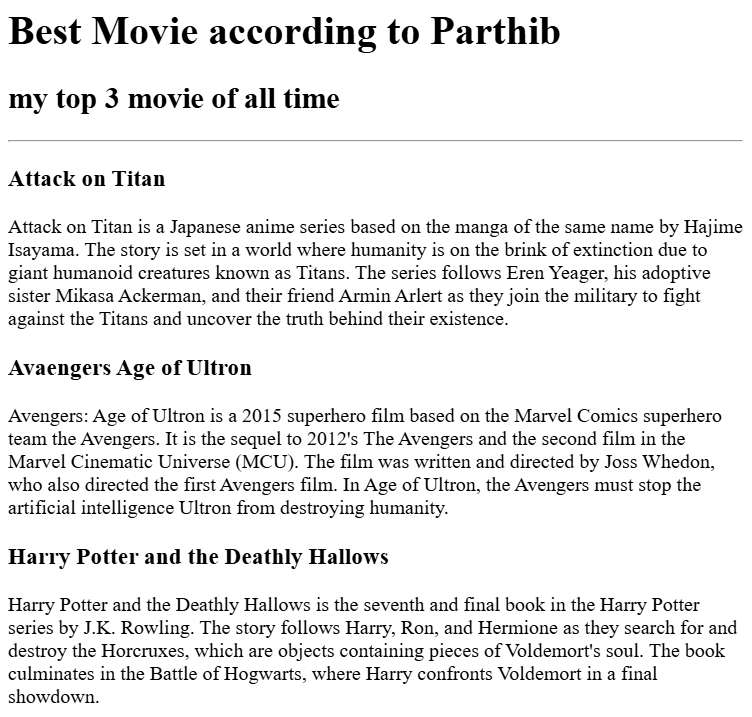 Best Movie according to Parthib
my top 3 movie of all time
Attack on Titan
Attack on Titan is a Japanese anime series based on the manga of the same name by Hajime
Isayama. The story is set in a world where humanity is on the brink of extinction due to
giant humanoid creatures known as Titans. The series follows Eren Yeager, his adoptive
sister Mikasa Ackerman, and their friend Armin Arlert as they join the military to fight
against the Titans and uncover the truth behind their existence.
Avaengers Age of Ultron
Avengers: Age of Ultron is a 2015 superhero film based on the Marvel Comics superhero
team the Avengers. It is the sequel to 2012's The Avengers and the second film in the
Marvel Cinematic Universe (MCU). The film was written and directed by Joss Whedon,
who also directed the first Avengers film. In Age of Ultron, the Avengers must stop the
artificial intelligence Ultron from destroying humanity.
Harry Potter and the Deathly Hallows
Harry Potter and the Deathly Hallows is the seventh and final book in the Harry Potter
series by J.K. Rowling. The story follows Harry, Ron, and Hermione as they search for and
destroy the Horcruxes, which are objects containing pieces of Voldemort's soul. The book
culminates in the Battle of Hogwarts, where Harry confronts Voldemort in a final
showdown.